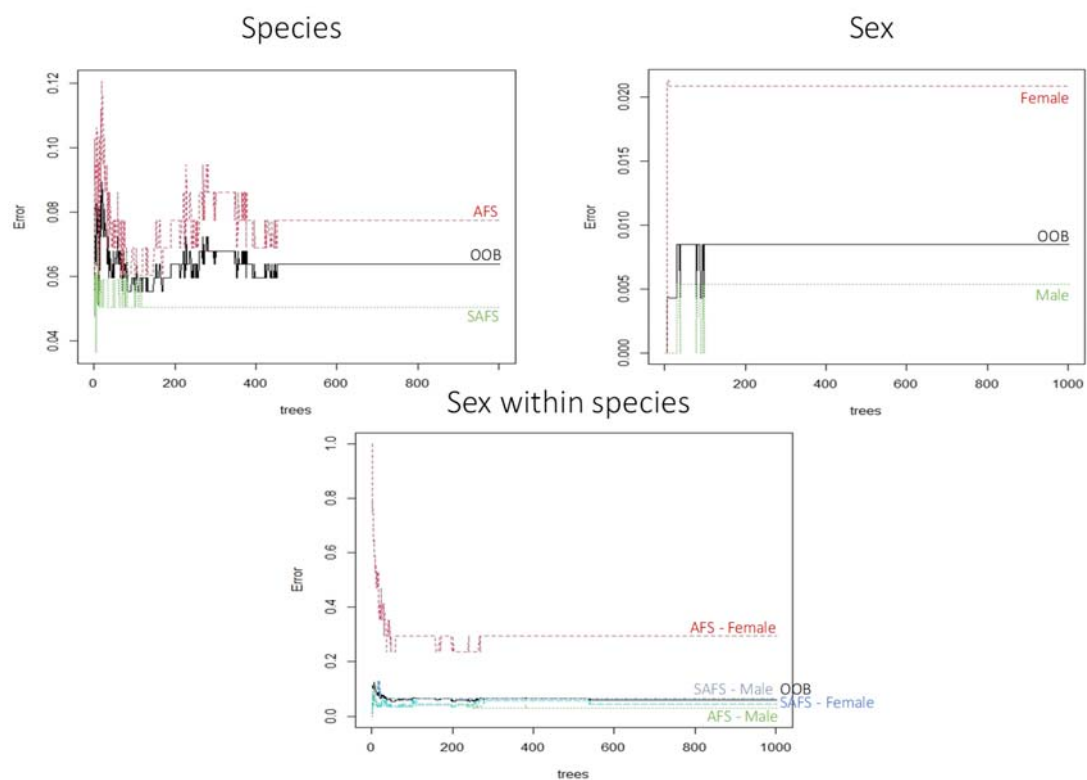 Species
Sex
0.12
0.10
0.08
0.06
0.04
Error
AFS
OOB
SAFS
0 200 400 600 800
trees
0.020
0.015
0.010
0.005
0.000
Error
Female
OOB
Male
200 400 600 800 1000
trees
Sex within species
1.0
0.8
0.6
0.4
0.2
0.0
Error
AFS - Female
SAFS - Male OOB
SAFS - Female
AFS - Male
0 200 400 600 800 1000
trees